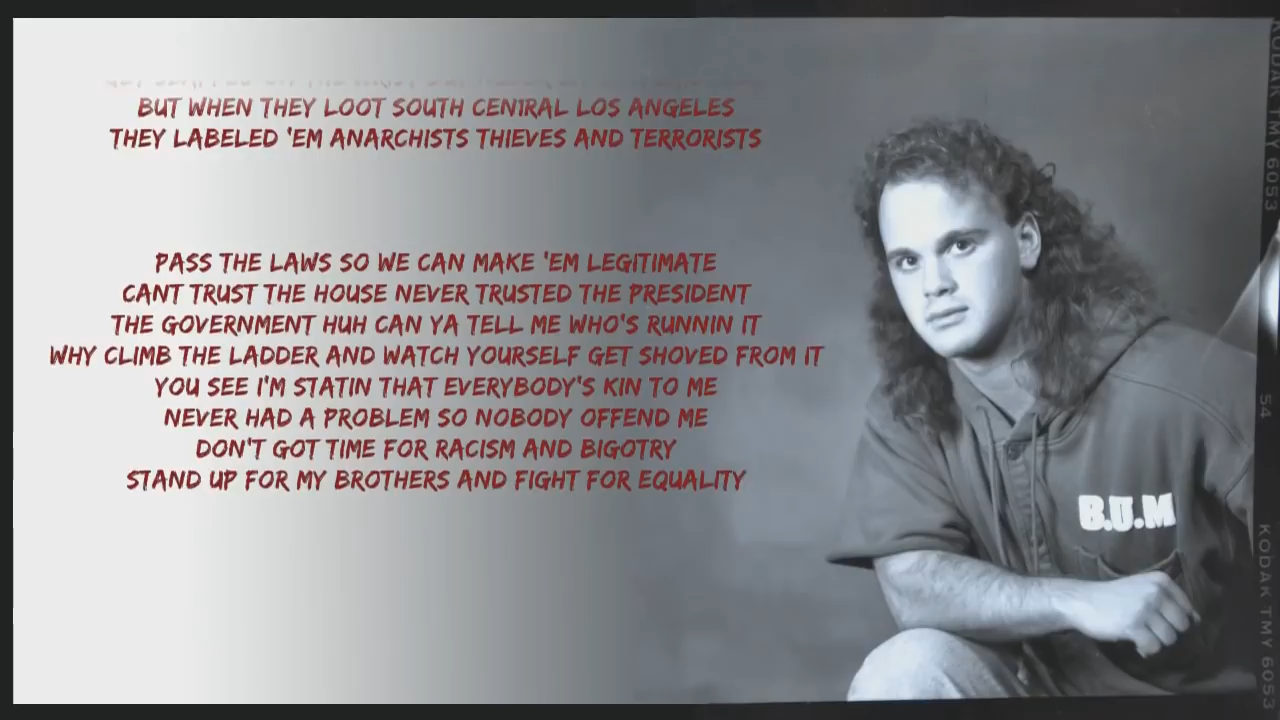 BUT WHEN THEY LOOT SOUTH CENTRAL LOS ANGELES
THEY LABELED 'EM ANARCHISTS THIEVES AND TERRORISTS
PASS THE LAWS SO WE CAN MAKE 'EM LEGITIMATE
CANT TRUST THE HOUSE NEVER TRUSTED THE PRESIDENT
THE GOVERNMENT HUH CAN YA TELL ME WHO'S RUNNIN IT
WHY CLIMB THE LADDER AND WATCH YOURSELF GET SHOVED FROM IT
YOU SEE I'M STATIN THAT EVERYBODY'S KIN TO ME
NEVER HAD A PROBLEM SO NOBODY OFFEND ME
DON'T GOT TIME FOR RACISM AND BIGOTRY
STAND UP FOR MY BROTHERS AND FIGHT FOR EQUALITY
B.U.M
KODAK TMY 6053
54
KODAK TMY 6053